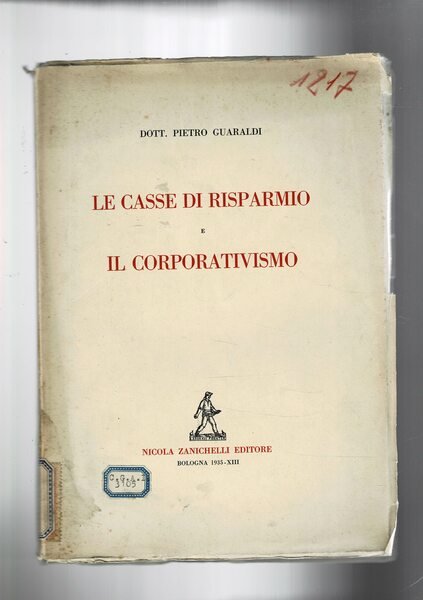 1217
DOTT. PIETRO GUARALDI
LE CASSE DI RISPARMIO
E
IL CORPORATIVISMO
NICOLA ZANICHELLI EDITORE
BOLOGNA 1935-XIII